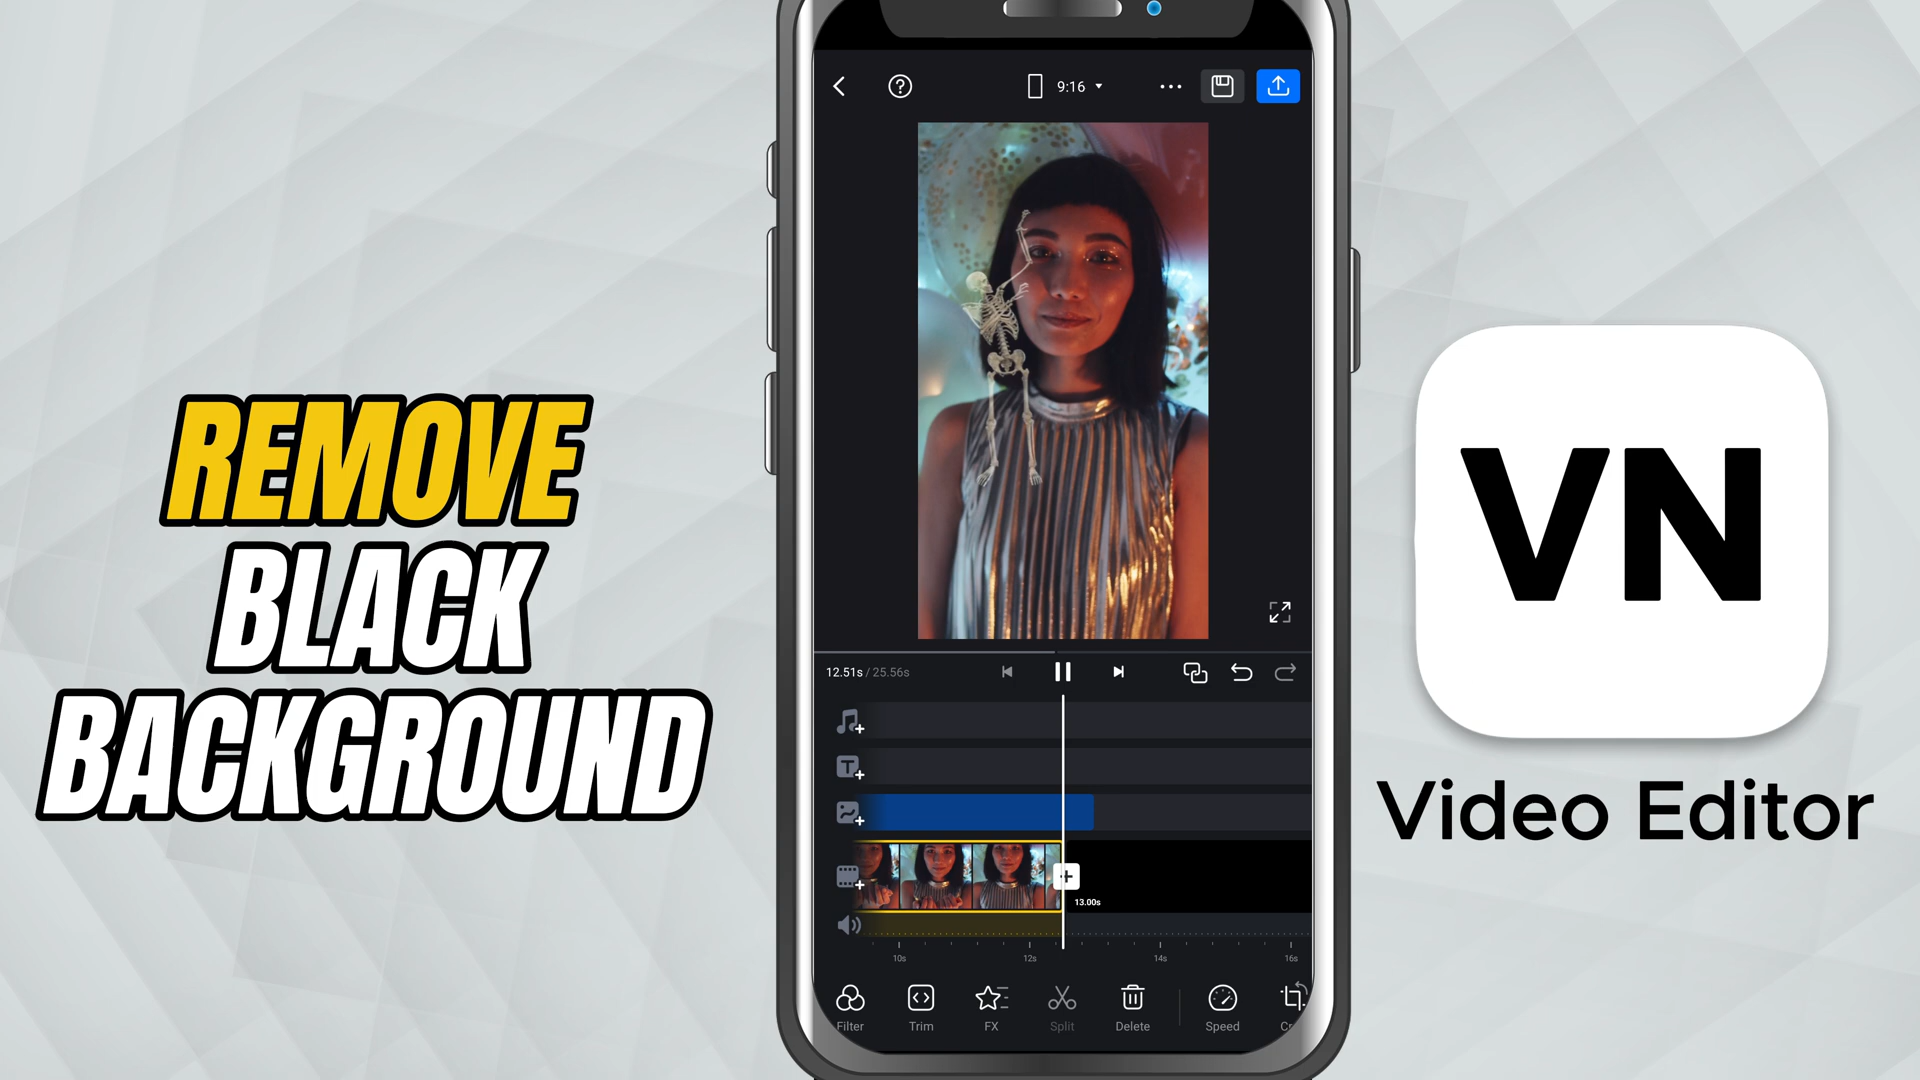 REMOVE
BLACK
BACKGROUND
9:16
12.51s / 25.56s
T
13.00s
10s 12s 14s 16s
Filter Trim FX Split Delete Speed Cr
VN
Video Editor